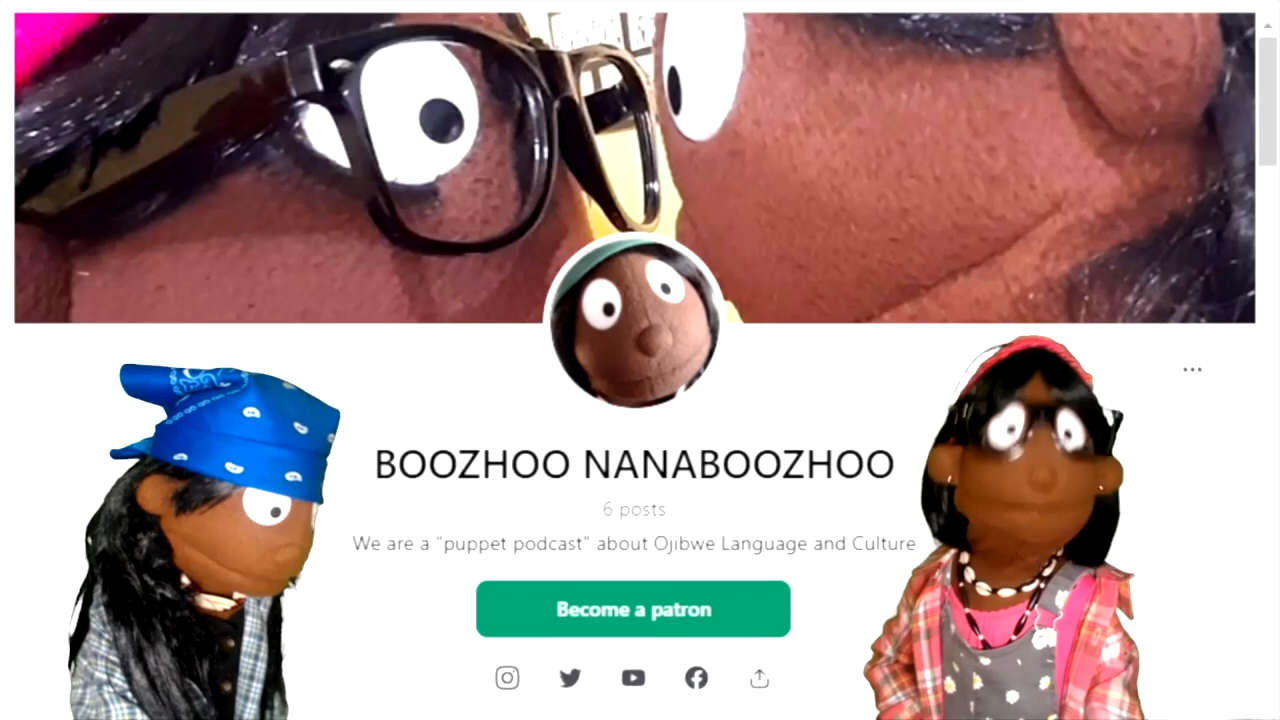 BOOZHOO NANABOOZHOO
6 posts
We are a "puppet podcast" about Ojibwe Language and Culture
Become a patron